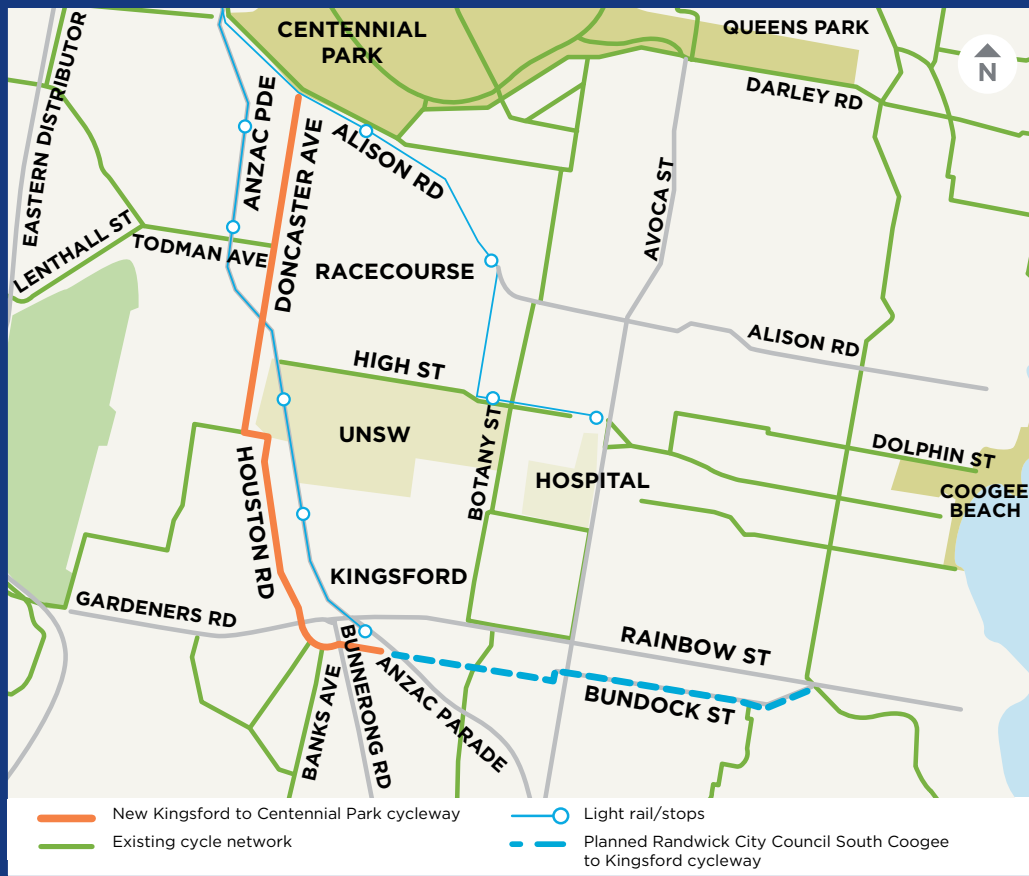 CENTENNIAL
PARK
QUEENS PARK
N
EASTERN DISTRIBUTOR
ANZAC PDE
DARLEY RD
DONCASTER AVE
ALISON RD
AVOCA ST
LENTHALL ST
TODMAN AVE
RACECOURSE
ALISON RD
HIGH ST
UNSW
BOTANY ST
DOLPHIN ST
HOSPITAL
COOGEE
BEACH
HOUSTON RD
KINGSFORD
GARDENERS RD
RAINBOW ST
BUNNERONG RD
ANZAC PARADE
BANKS AVE
BUNDOCK ST
New Kingsford to Centennial Park cycleway
Existing cycle network
Light rail/stops
Planned Randwick City Council South Coogee
to Kingsford cycleway